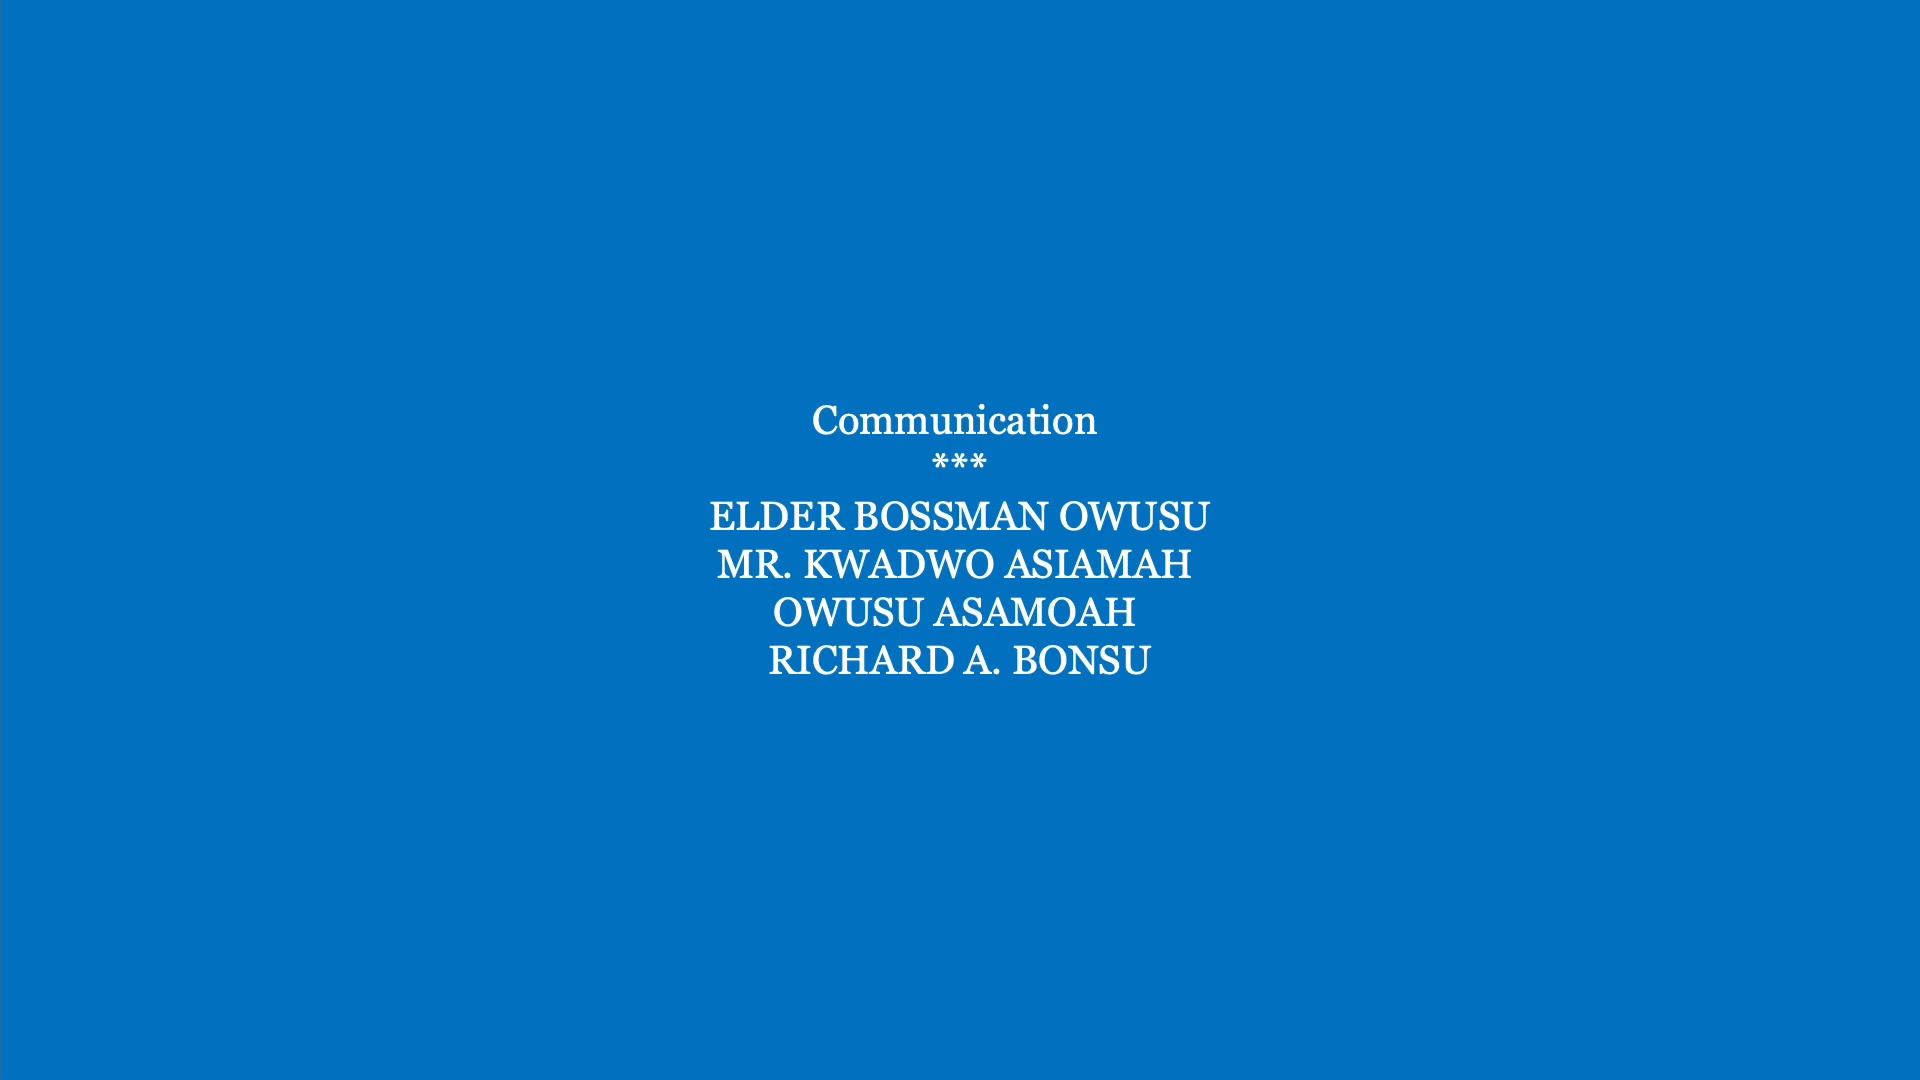 Communication
***
ELDER BOSSMAN OWUSU
MR. KWADWO ASIAMAH
OWUSU ASAMOAH
RICHARD A. BONSU